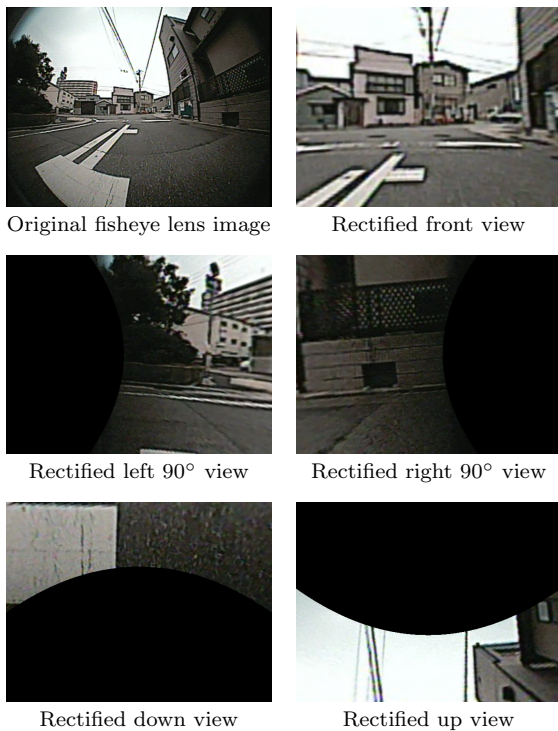 Original fisheye lens image
Rectified front view
Rectified left 90° view
Rectified right 90° view
Rectified down view
Rectified up view